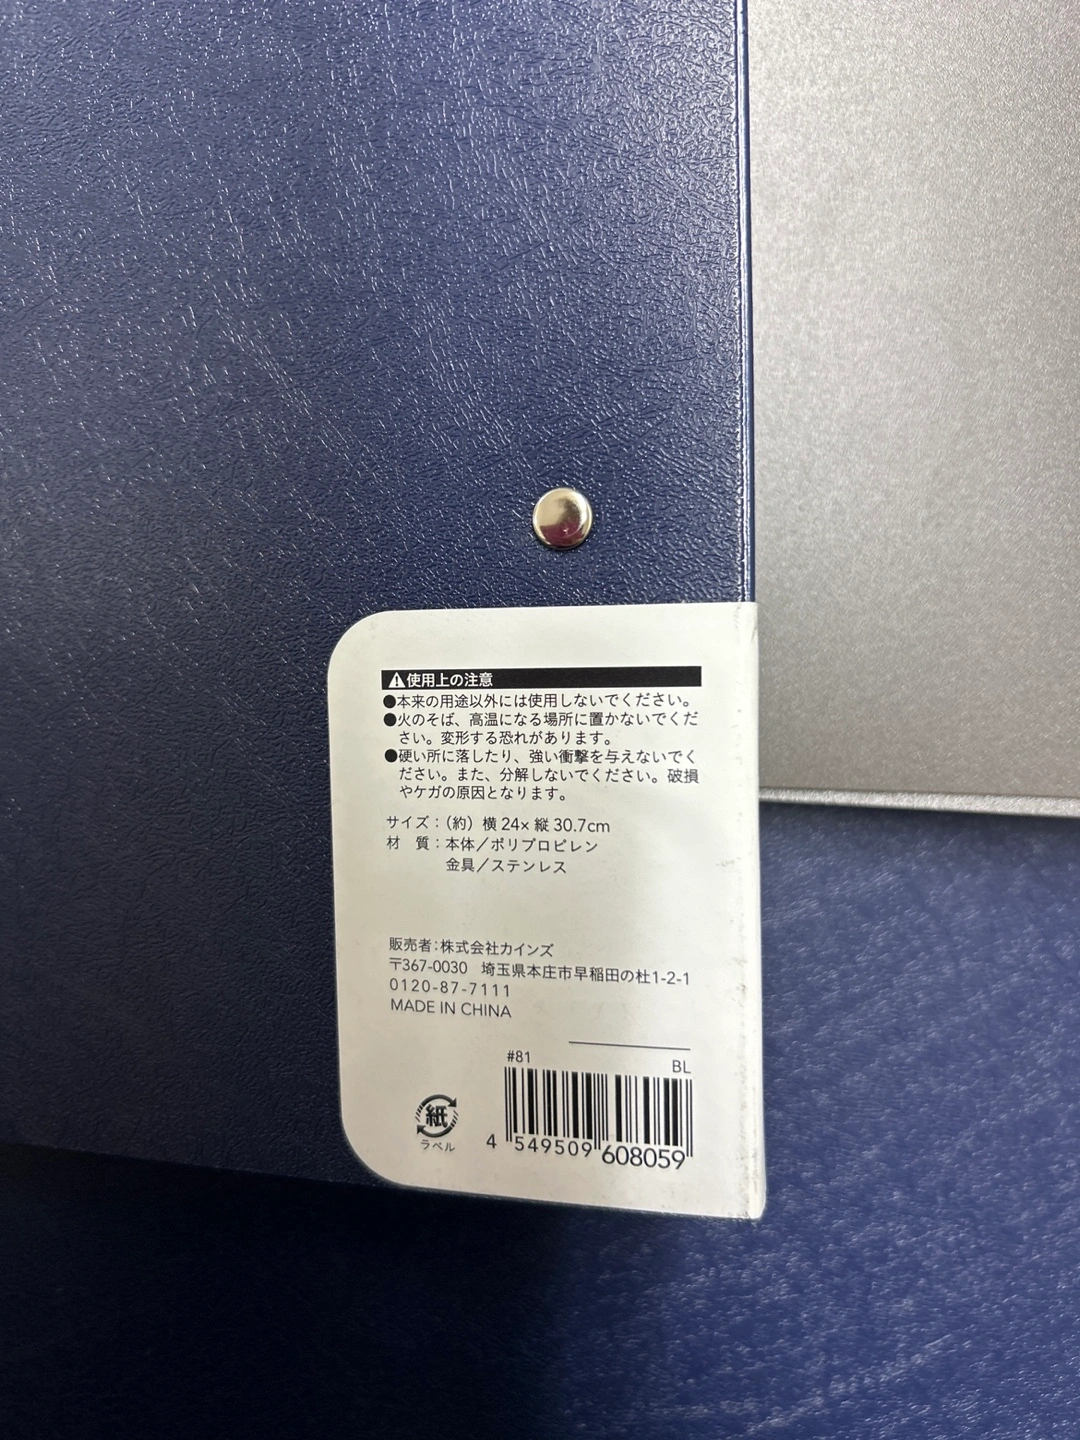 ⚠使用上の注意
●本来の用途以外には使用しないでください。
●火のそば、高温になる場所に置かないでくだ
さい。変形する恐れがあります。
●硬い所に落したり、強い衝撃を与えないでく
ださい。また、分解しないでください。破損
やケガの原因となります。
サイズ：（約）横24×縦30.7cm
材　質：本体／ポリプロピレン
金具／ステンレス
販売者：株式会社カインズ
〒367-0030　埼玉県本庄市早稲田の杜1-2-1
0120-87-7111
MADE IN CHINA
#81
BL
紙
ラベル
4 549509 608059